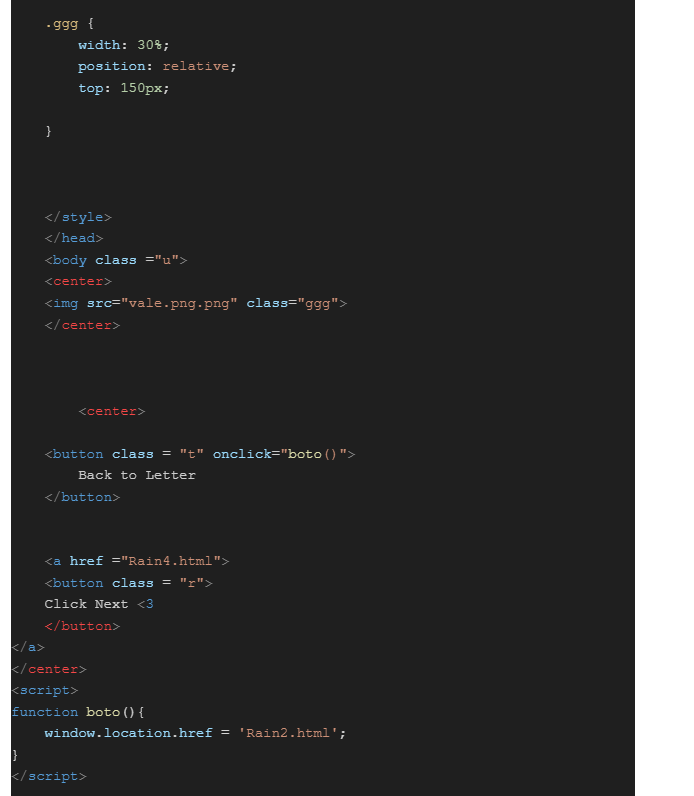 .ggg {
width: 30%;
position: relative;
top: 150px;
}
</style>
</head>
<body class ="u">
<center>
<img src="vale.png.png" class="ggg">
</center>
<center>
<button class = "t" onclick="boto()">
Back to Letter
</button>
<a href ="Rain4.html">
<button class = "r">
Click Next <3
</button>
</a>
</center>
<script>
function boto(){
window.location.href = 'Rain2.html';
}
</script>